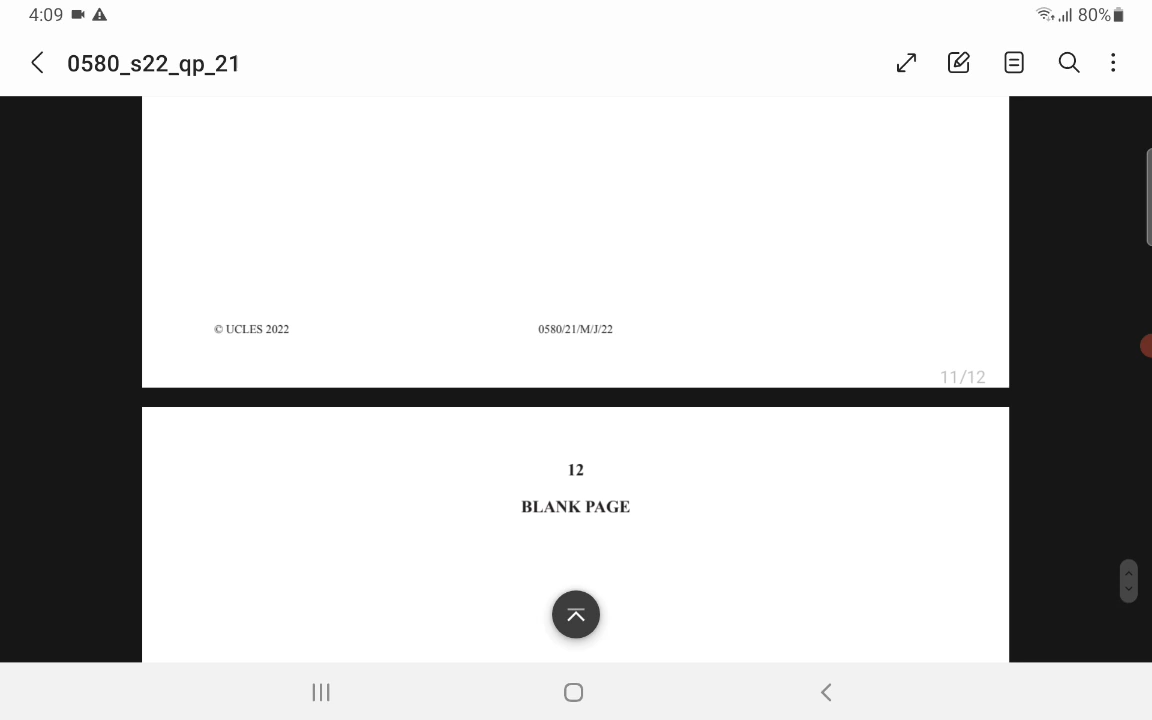 4:09
80%
0580_s22_qp_21
© UCLES 2022
0580/21/M/J/22
11/12
12
BLANK PAGE